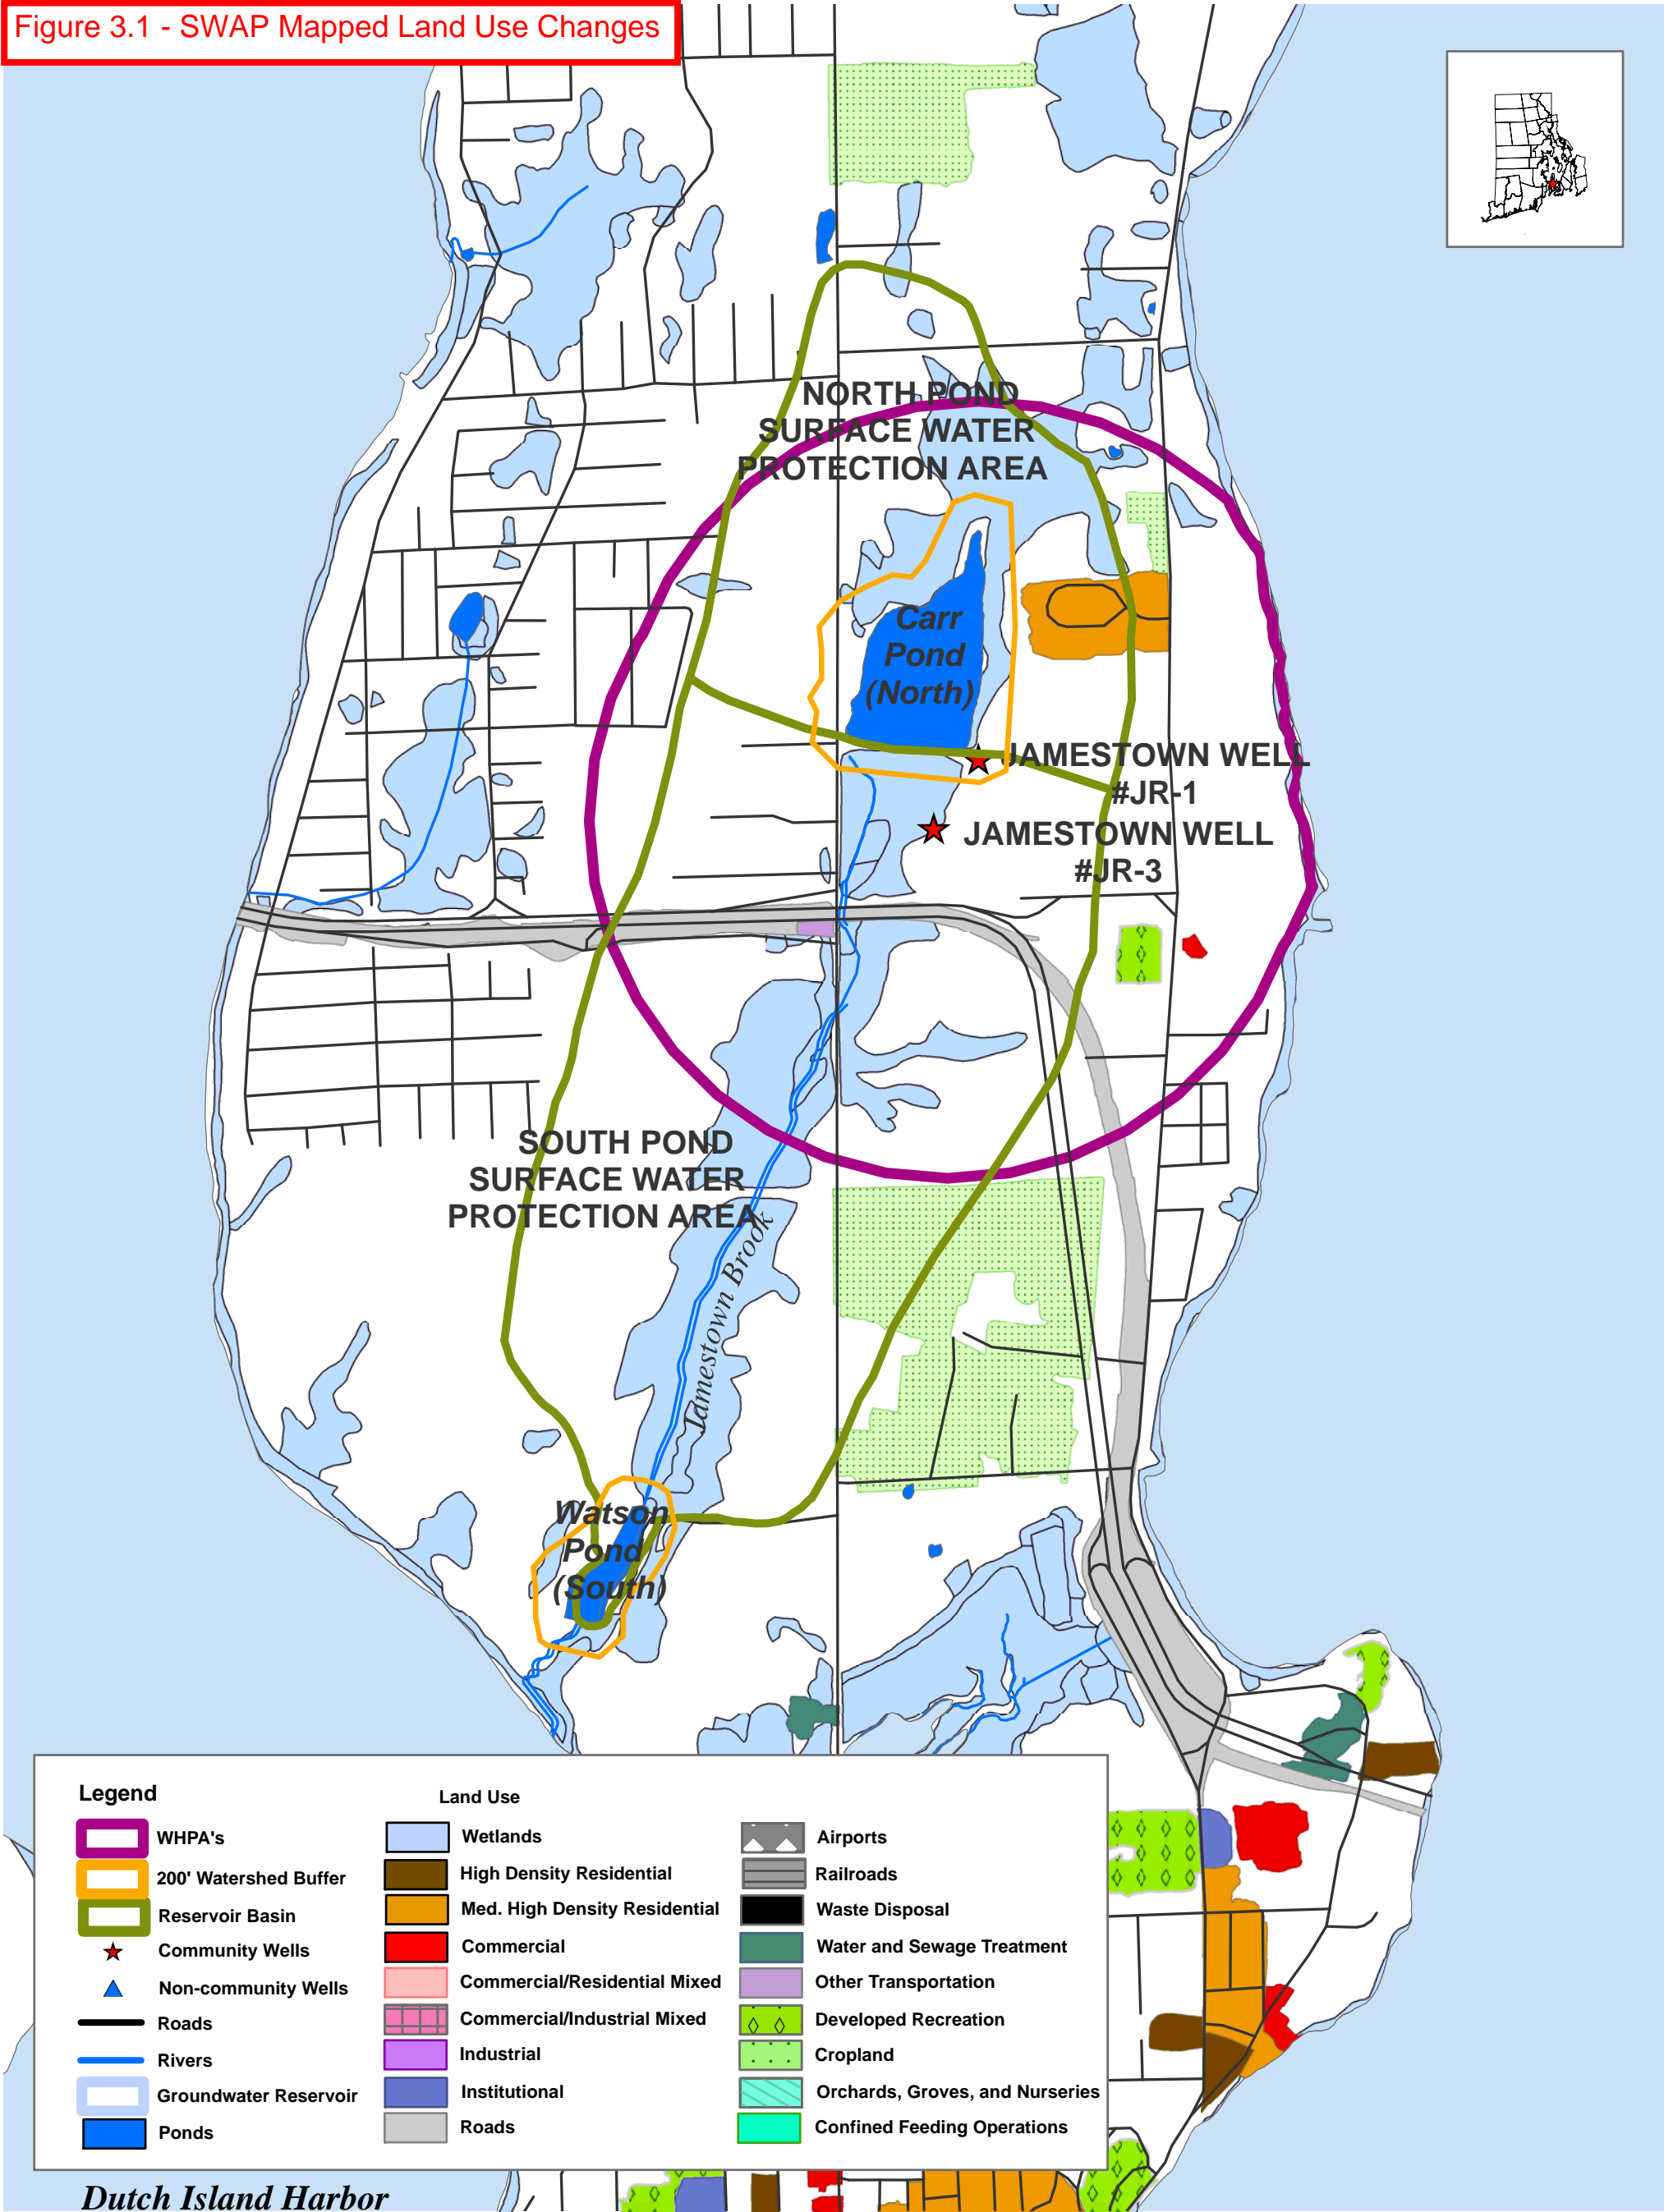 Figure 3.1 - SWAP Mapped Land Use Changes
NORTH POND
SURFACE WATER
PROTECTION AREA
Carr
Pond
(North)
JAMESTOWN WELL
#JR-1
JAMESTOWN WELL
#JR-3
SOUTH POND
SURFACE WATER
PROTECTION AREA
Jamestown Brook
Watson
Pond
(South)
Legend
WHPA's
200' Watershed Buffer
Reservoir Basin
Community Wells
Non-community Wells
Roads
Rivers
Groundwater Reservoir
Ponds
Land Use
Wetlands
High Density Residential
Med. High Density Residential
Commercial
Commercial/Residential Mixed
Commercial/Industrial Mixed
Industrial
Institutional
Roads
Airports
Railroads
Waste Disposal
Water and Sewage Treatment
Other Transportation
Developed Recreation
Cropland
Orchards, Groves, and Nurseries
Confined Feeding Operations
Dutch Island Harbor